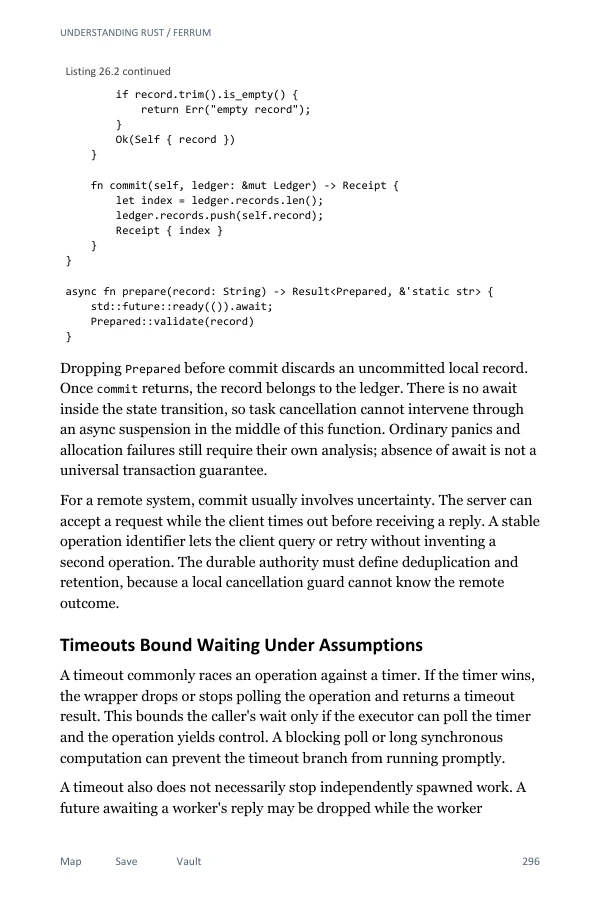 UNDERSTANDING RUST / FERRUM
Listing 26.2 continued
        if record.trim().is_empty() {
            return Err("empty record");
        }
        Ok(Self { record })
    }

    fn commit(self, ledger: &mut Ledger) -> Receipt {
        let index = ledger.records.len();
        ledger.records.push(self.record);
        Receipt { index }
    }
}

async fn prepare(record: String) -> Result<Prepared, &'static str> {
    std::future::ready(()).await;
    Prepared::validate(record)
}
Dropping Prepared before commit discards an uncommitted local record.
Once commit returns, the record belongs to the ledger. There is no await
inside the state transition, so task cancellation cannot intervene through
an async suspension in the middle of this function. Ordinary panics and
allocation failures still require their own analysis; absence of await is not a
universal transaction guarantee.
For a remote system, commit usually involves uncertainty. The server can
accept a request while the client times out before receiving a reply. A stable
operation identifier lets the client query or retry without inventing a
second operation. The durable authority must define deduplication and
retention, because a local cancellation guard cannot know the remote
outcome.
Timeouts Bound Waiting Under Assumptions
A timeout commonly races an operation against a timer. If the timer wins,
the wrapper drops or stops polling the operation and returns a timeout
result. This bounds the caller's wait only if the executor can poll the timer
and the operation yields control. A blocking poll or long synchronous
computation can prevent the timeout branch from running promptly.
A timeout also does not necessarily stop independently spawned work. A
future awaiting a worker's reply may be dropped while the worker
Map Save Vault 296